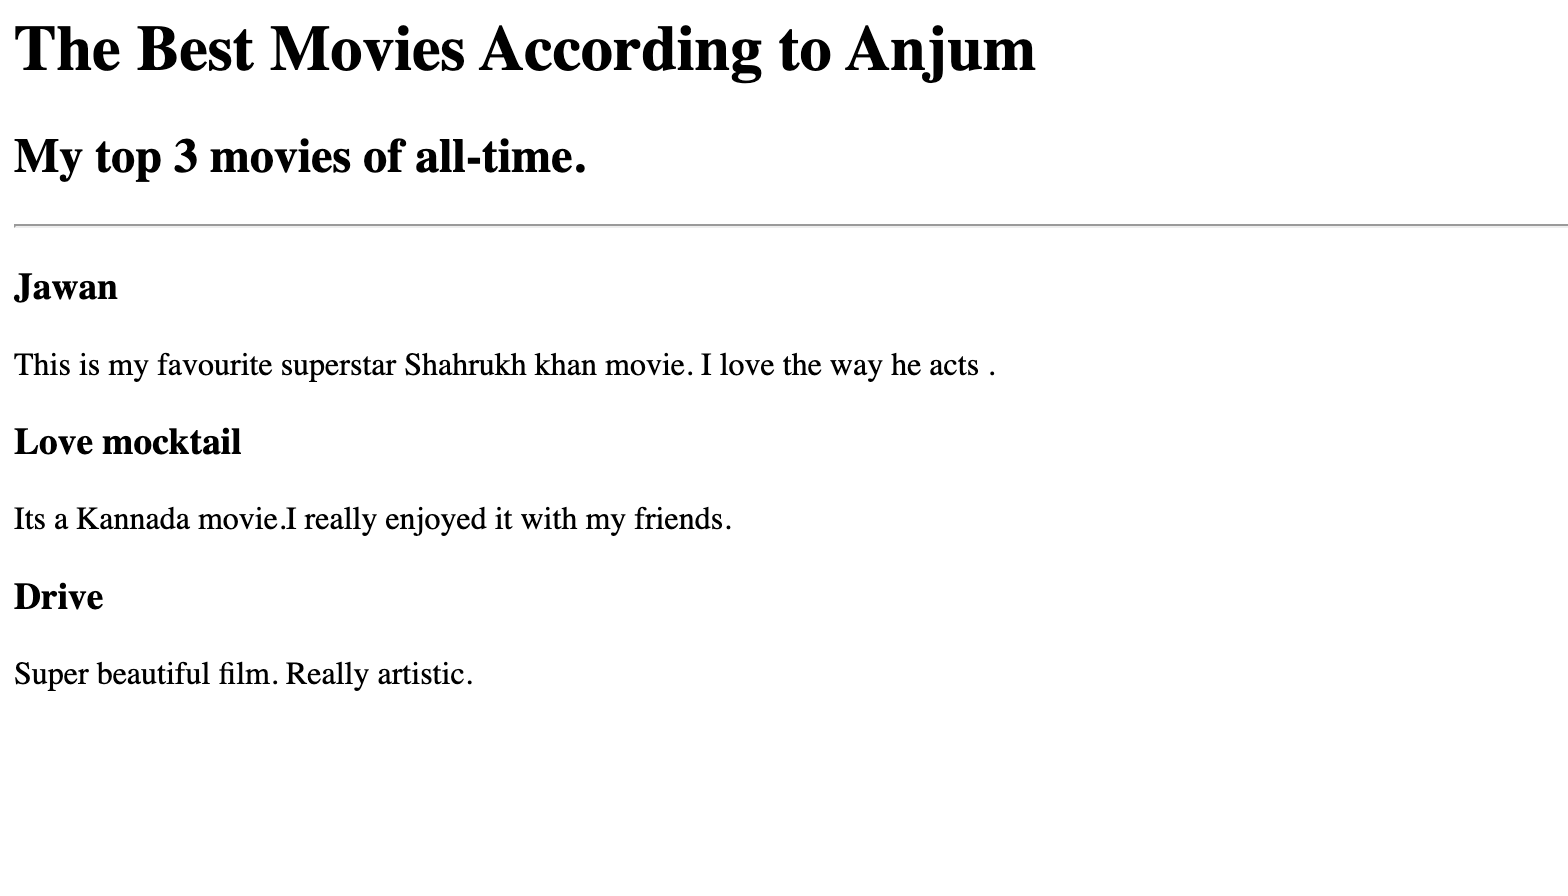 The Best Movies According to Anjum
My top 3 movies of all-time.
Jawan
This is my favourite superstar Shahrukh khan movie. I love the way he acts .
Love mocktail
Its a Kannada movie.I really enjoyed it with my friends.
Drive
Super beautiful film. Really artistic.